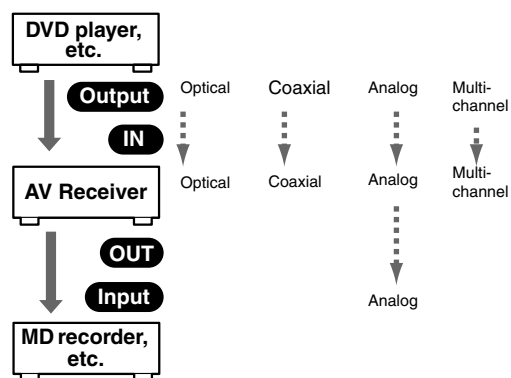 DVD player,
etc.
Output
Optical
Coaxial
Analog
Multi-
channel
IN
AV Receiver
Optical
Coaxial
Analog
Multi-
channel
OUT
Input
Analog
MD recorder,
etc.